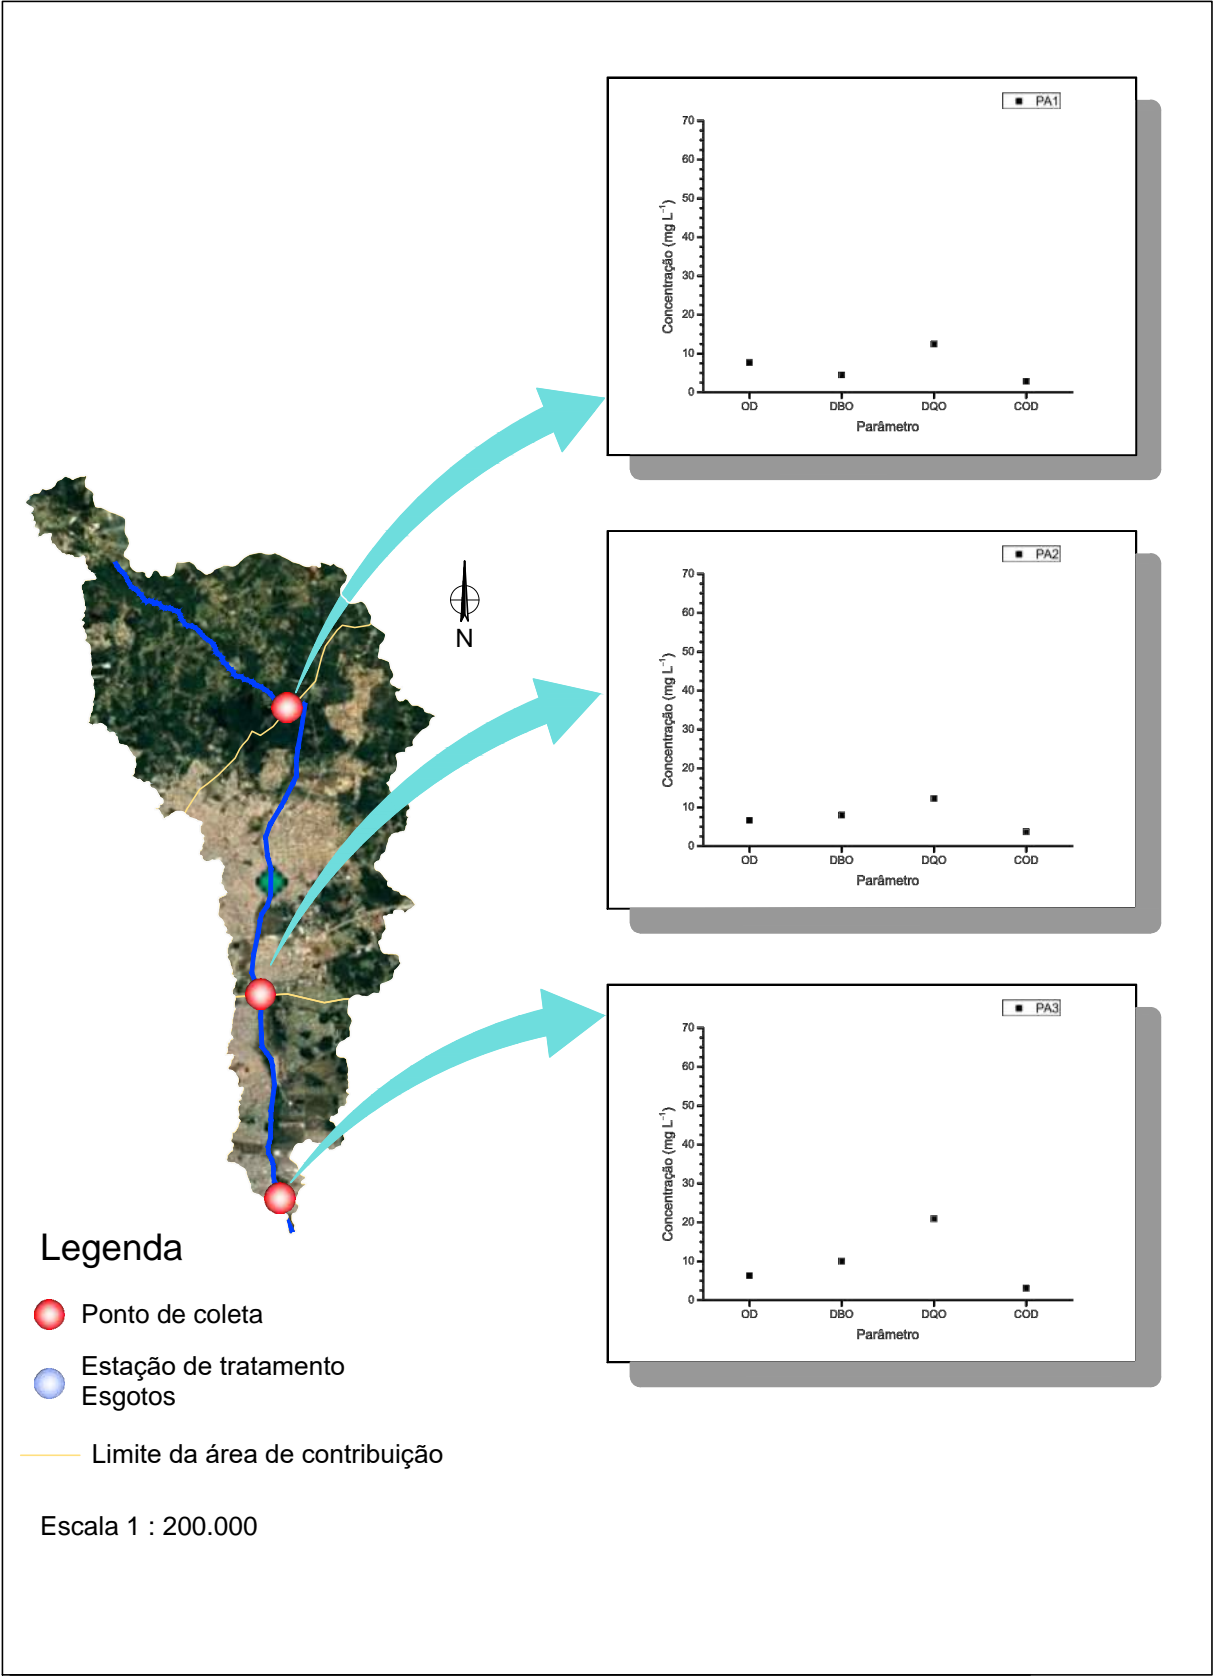 PA1
70
60
50
40
30
20
10
0
Concentração (mg L⁻¹)
OD DBO DQO COD
Parâmetro
N
PA2
70
60
50
40
30
20
10
0
Concentração (mg L⁻¹)
OD DBO DQO COD
Parâmetro
PA3
70
60
50
40
30
20
10
0
Concentração (mg L⁻¹)
OD DBO DQO COD
Parâmetro
Legenda
Ponto de coleta
Estação de tratamento
Esgotos
Limite da área de contribuição
Escala 1 : 200.000